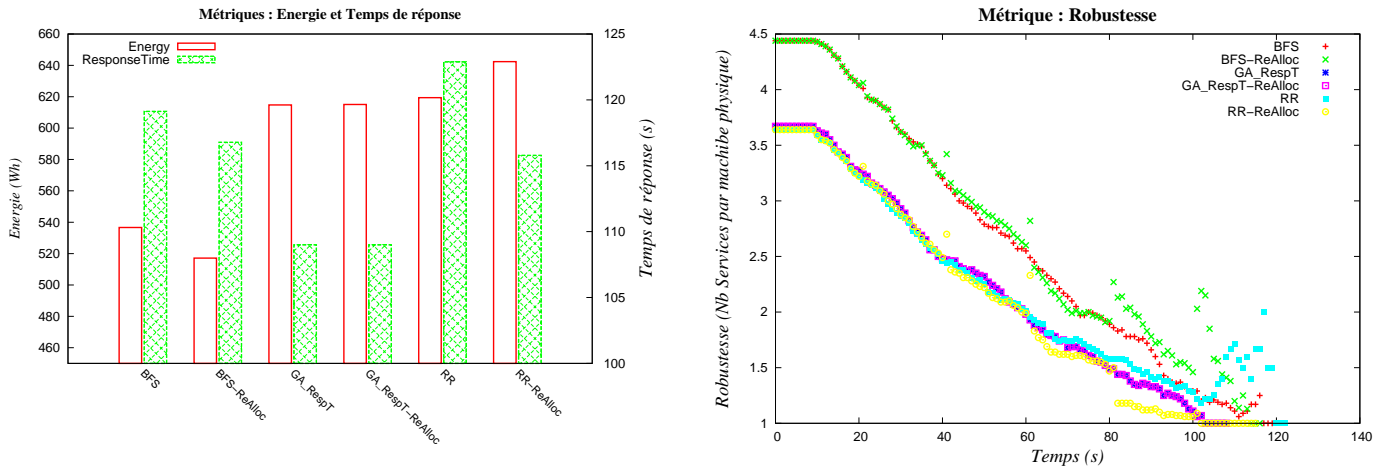 Métriques : Energie et Temps de réponse
Energy
ResponseTime
660
640
620
600
580
560
540
520
500
480
460
125
120
115
110
105
100
Energie (Wh)
Temps de réponse (s)
BFS
BFS-ReAlloc
GA_RespT
GA_RespT-ReAlloc
RR
RR-ReAlloc
Métrique : Robustesse
BFS
BFS-ReAlloc
GA_RespT
GA_RespT-ReAlloc
RR
RR-ReAlloc
4.5
4
3.5
3
2.5
2
1.5
1
Robustesse (Nb Services par machibe physique)
0
20
40
60
80
100
120
140
Temps (s)